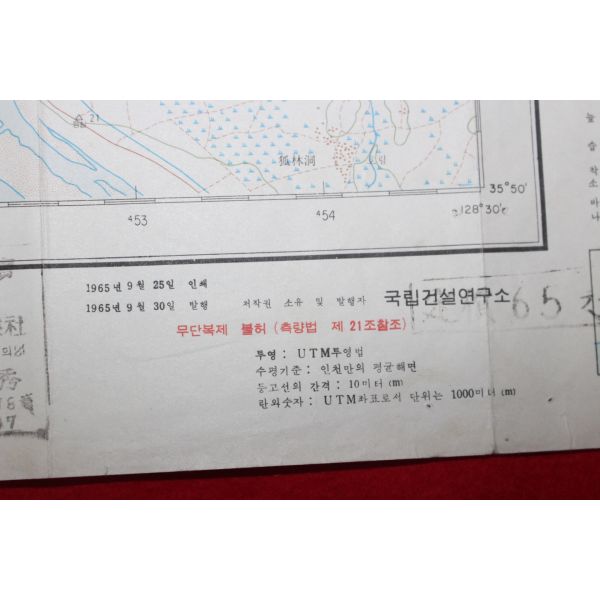 21
狐林洞
453
454
35°50'
128°30'
1965년 9월 25일 인쇄
1965년 9월 30일 발행 저작권 소유 및 발행자 국립건설연구소
65
무단복제 불허 (측량법 제 21조참조)
투영 : UTM투영법
수평기준 : 인천만의 평균해면
등고선의 간격 : 10미터 (m)
란외숫자 : UTM좌표로서 단위는 1000미터 (m)